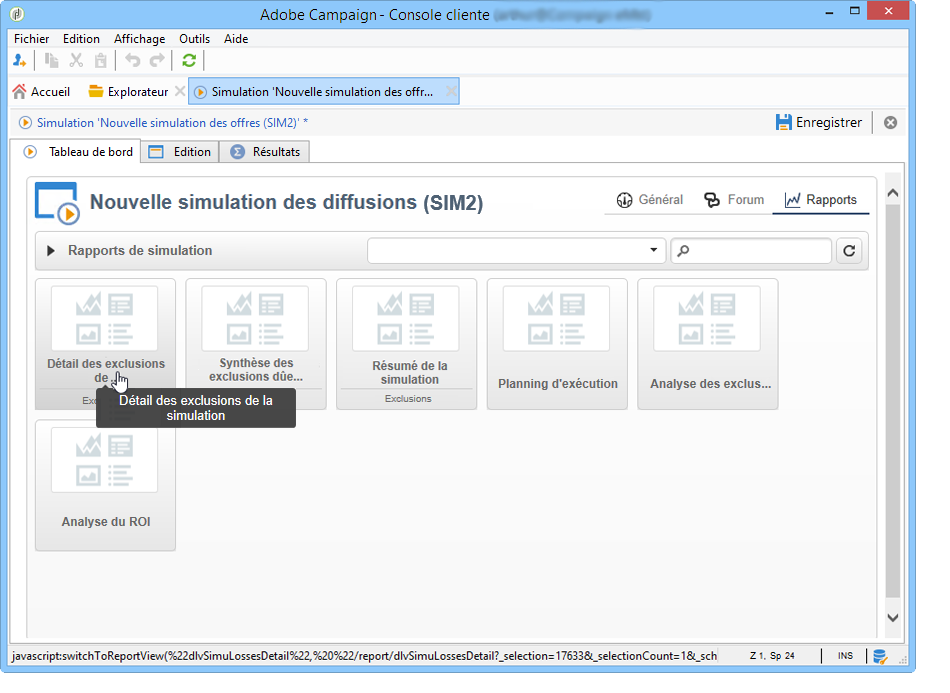 Adobe Campaign - Console cliente
Fichier Edition Affichage Outils Aide
Accueil Explorateur Simulation 'Nouvelle simulation des offr...
Simulation 'Nouvelle simulation des offres (SIM2)' * Enregistrer
Tableau de bord Edition Résultats
Nouvelle simulation des diffusions (SIM2) Général Forum Rapports
Rapports de simulation
Détail des exclusions
de
Synthèse des
exclusions dûe...
Résumé de la
simulation
Exclusions
Planning d'exécution
Analyse des exclus...
Détail des exclusions de la
simulation
Analyse du ROI
javascript:switchToReportView(%22dlvSimuLossesDetail%22,%20%22/report/dlvSimuLossesDetail?_selection=17633&_selectionCount=1&_sch Z 1, Sp 24 INS